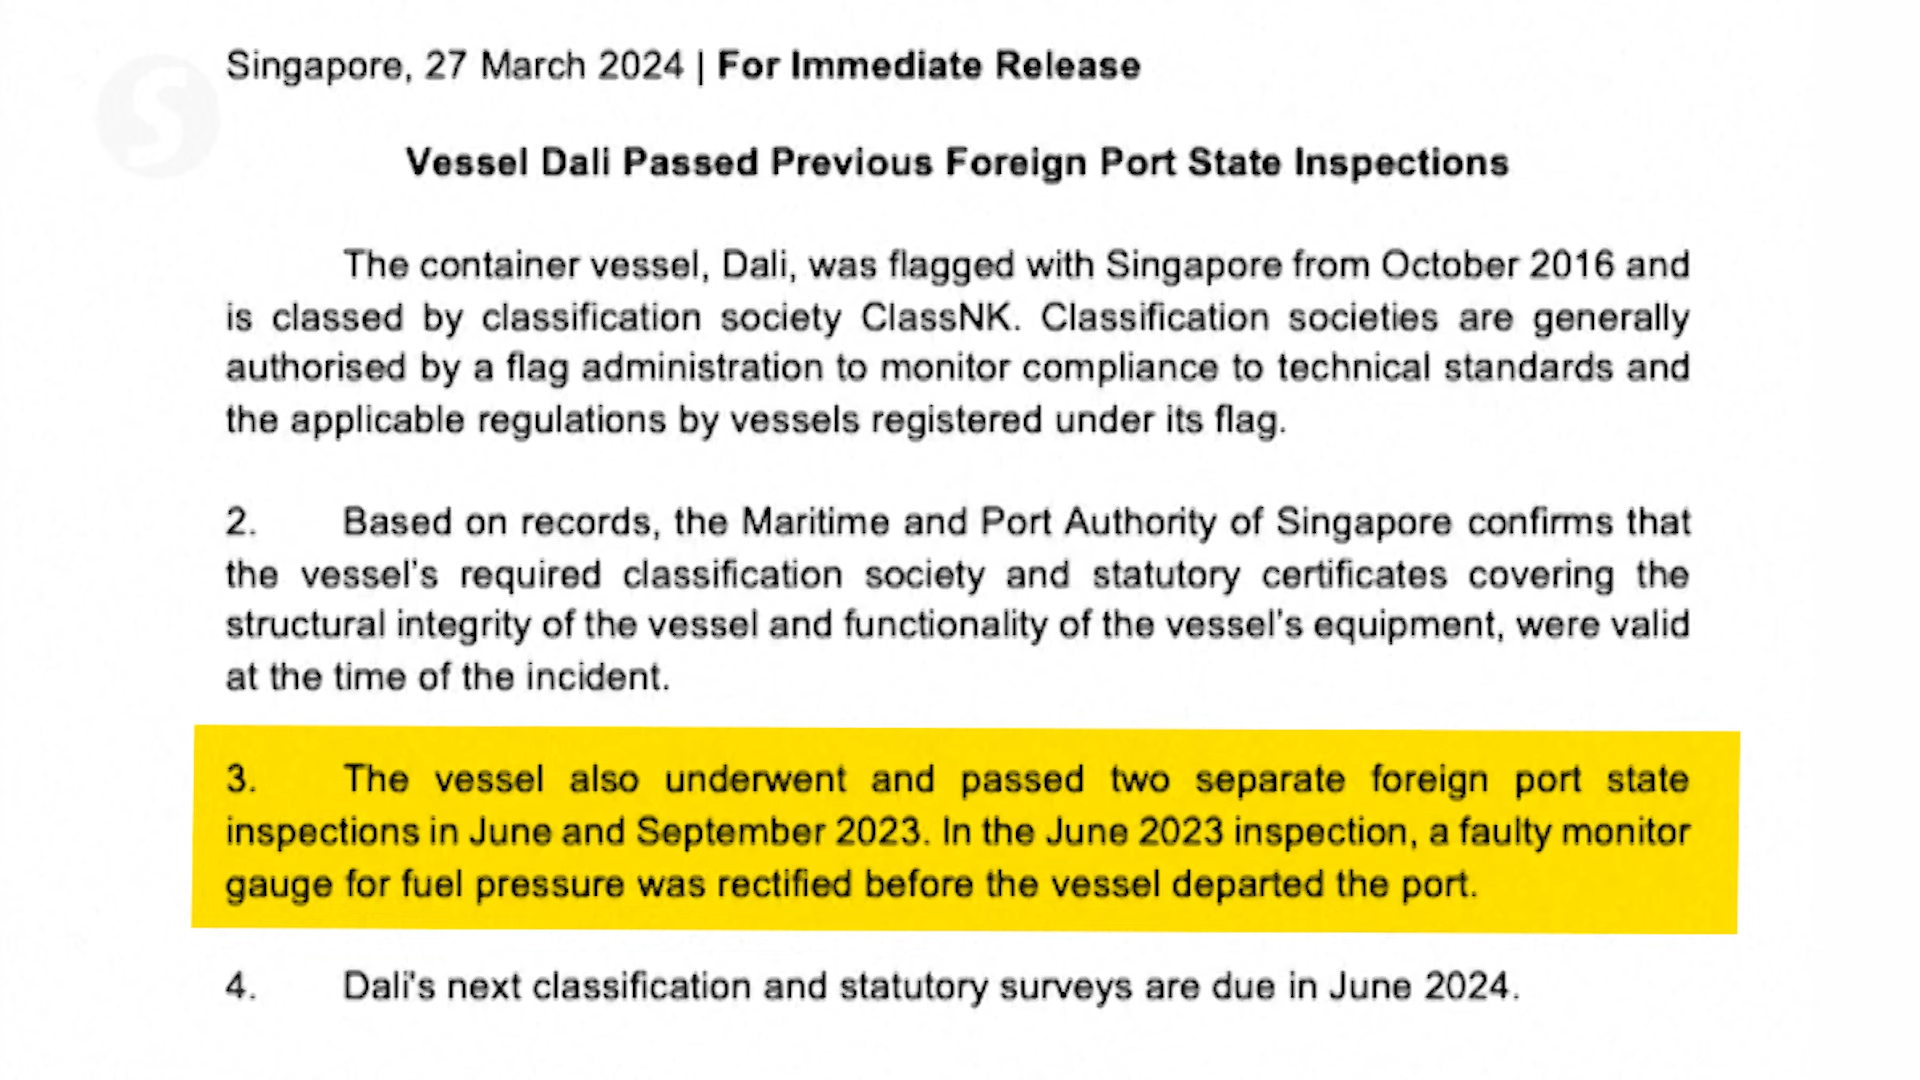 Singapore, 27 March 2024 | For Immediate Release
Vessel Dali Passed Previous Foreign Port State Inspections
The container vessel, Dali, was flagged with Singapore from October 2016 and
is classed by classification society ClassNK. Classification societies are generally
authorised by a flag administration to monitor compliance to technical standards and
the applicable regulations by vessels registered under its flag.
2. Based on records, the Maritime and Port Authority of Singapore confirms that
the vessel's required classification society and statutory certificates covering the
structural integrity of the vessel and functionality of the vessel's equipment, were valid
at the time of the incident.
3. The vessel also underwent and passed two separate foreign port state
inspections in June and September 2023. In the June 2023 inspection, a faulty monitor
gauge for fuel pressure was rectified before the vessel departed the port.
4. Dali's next classification and statutory surveys are due in June 2024.